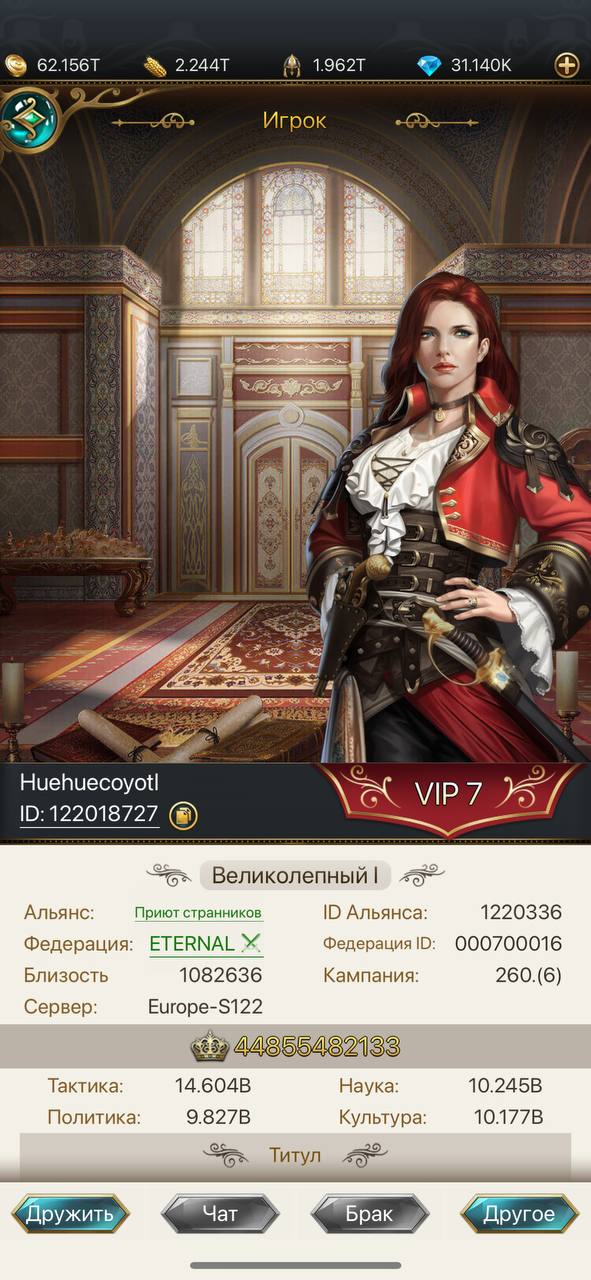 62.156T 2.244T 1.962T 31.140K
Игрок
Huehuecoyotl
ID: 122018727
VIP 7
Великолепный I
Альянс: Приют странников ID Альянса: 1220336
Федерация: ETERNAL Федерация ID: 000700016
Близость 1082636 Кампания: 260.(6)
Сервер: Europe-S122
44855482133
Тактика: 14.604B Наука: 10.245B
Политика: 9.827B Культура: 10.177B
Титул
Дружить Чат Брак Другое